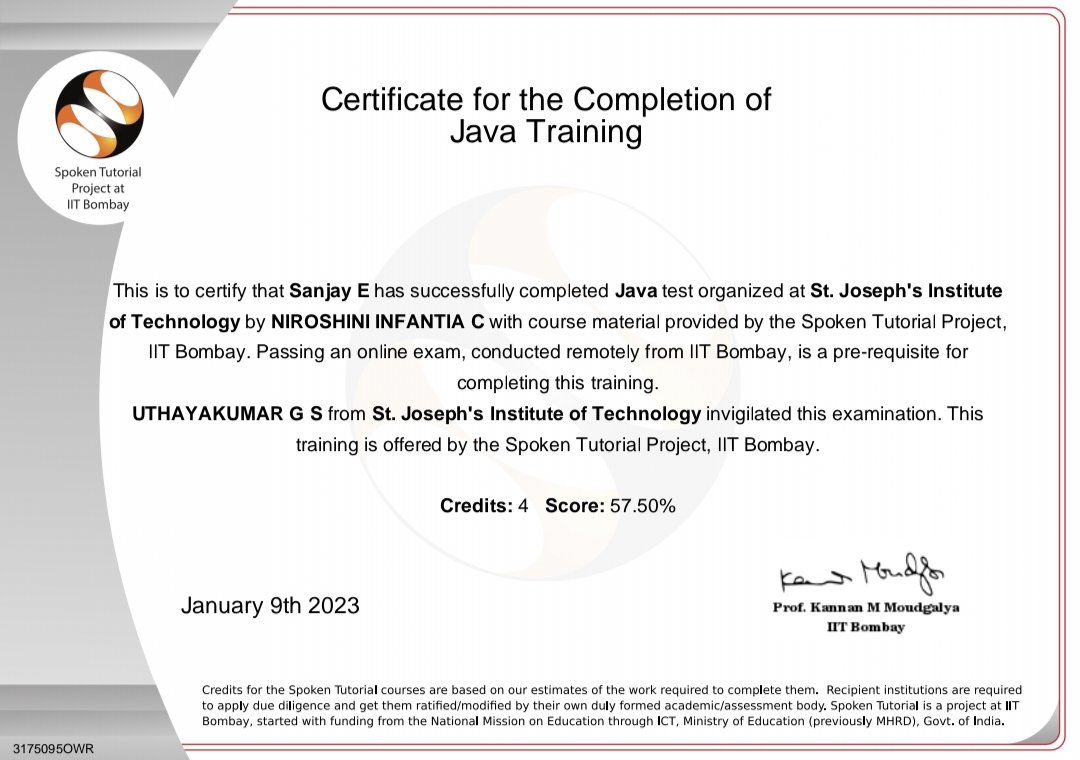 Certificate for the Completion of
Java Training
Spoken Tutorial
Project at
IIT Bombay
This is to certify that Sanjay E has successfully completed Java test organized at St. Joseph's Institute
of Technology by NIROSHINI INFANTIA C with course material provided by the Spoken Tutorial Project,
IIT Bombay. Passing an online exam, conducted remotely from IIT Bombay, is a pre-requisite for
completing this training.
UTHAYAKUMAR G S from St. Joseph's Institute of Technology invigilated this examination. This
training is offered by the Spoken Tutorial Project, IIT Bombay.
Credits: 4 Score: 57.50%
January 9th 2023
Kannan Moudgalya
Prof. Kannan M Moudgalya
IIT Bombay
Credits for the Spoken Tutorial courses are based on our estimates of the work required to complete them. Recipient institutions are required
to apply due diligence and get them ratified/modified by their own duly formed academic/assessment body. Spoken Tutorial is a project at IIT
Bombay, started with funding from the National Mission on Education through ICT, Ministry of Education (previously MHRD), Govt. of India.
3175095OWR